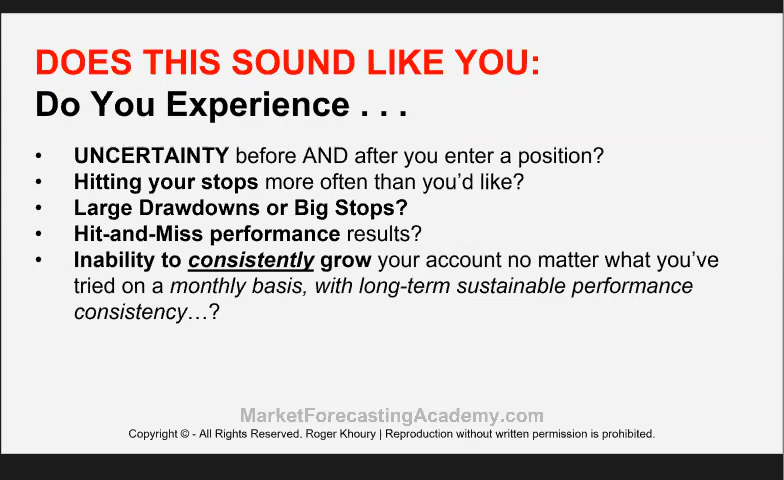 DOES THIS SOUND LIKE YOU:
Do You Experience . . .
• UNCERTAINTY before AND after you enter a position?
• Hitting your stops more often than you'd like?
• Large Drawdowns or Big Stops?
• Hit-and-Miss performance results?
• Inability to consistently grow your account no matter what you've
tried on a monthly basis, with long-term sustainable performance
consistency…?
MarketForecastingAcademy.com
Copyright © - All Rights Reserved. Roger Khoury | Reproduction without written permission is prohibited.